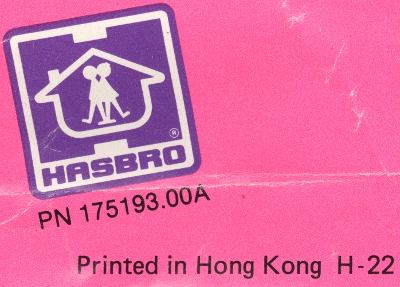 ®
HASBRO
PN 175193.00A
Printed in Hong Kong H-22